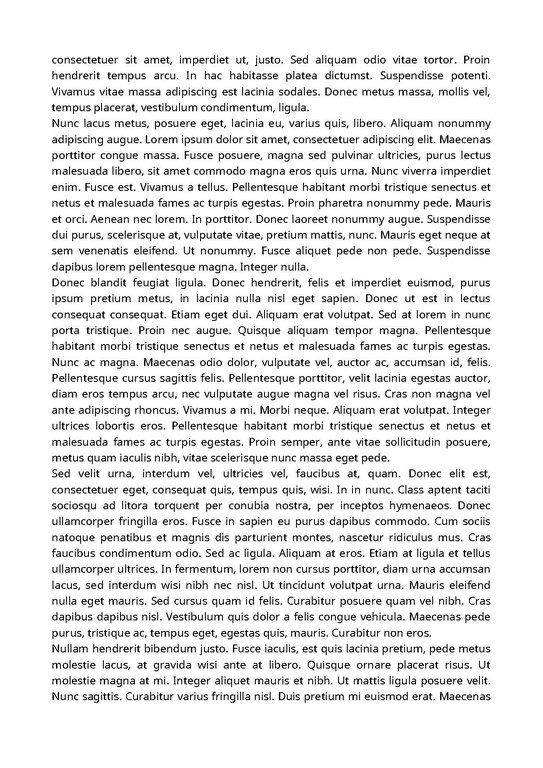 consectetuer sit amet, imperdiet ut, justo. Sed aliquam odio vitae tortor. Proin
hendrerit tempus arcu. In hac habitasse platea dictumst. Suspendisse potenti.
Vivamus vitae massa adipiscing est lacinia sodales. Donec metus massa, mollis vel,
tempus placerat, vestibulum condimentum, ligula.
Nunc lacus metus, posuere eget, lacinia eu, varius quis, libero. Aliquam nonummy
adipiscing augue. Lorem ipsum dolor sit amet, consectetuer adipiscing elit. Maecenas
porttitor congue massa. Fusce posuere, magna sed pulvinar ultricies, purus lectus
malesuada libero, sit amet commodo magna eros quis urna. Nunc viverra imperdiet
enim. Fusce est. Vivamus a tellus. Pellentesque habitant morbi tristique senectus et
netus et malesuada fames ac turpis egestas. Proin pharetra nonummy pede. Mauris
et orci. Aenean nec lorem. In porttitor. Donec laoreet nonummy augue. Suspendisse
dui purus, scelerisque at, vulputate vitae, pretium mattis, nunc. Mauris eget neque at
sem venenatis eleifend. Ut nonummy. Fusce aliquet pede non pede. Suspendisse
dapibus lorem pellentesque magna. Integer nulla.
Donec blandit feugiat ligula. Donec hendrerit, felis et imperdiet euismod, purus
ipsum pretium metus, in lacinia nulla nisl eget sapien. Donec ut est in lectus
consequat consequat. Etiam eget dui. Aliquam erat volutpat. Sed at lorem in nunc
porta tristique. Proin nec augue. Quisque aliquam tempor magna. Pellentesque
habitant morbi tristique senectus et netus et malesuada fames ac turpis egestas.
Nunc ac magna. Maecenas odio dolor, vulputate vel, auctor ac, accumsan id, felis.
Pellentesque cursus sagittis felis. Pellentesque porttitor, velit lacinia egestas auctor,
diam eros tempus arcu, nec vulputate augue magna vel risus. Cras non magna vel
ante adipiscing rhoncus. Vivamus a mi. Morbi neque. Aliquam erat volutpat. Integer
ultrices lobortis eros. Pellentesque habitant morbi tristique senectus et netus et
malesuada fames ac turpis egestas. Proin semper, ante vitae sollicitudin posuere,
metus quam iaculis nibh, vitae scelerisque nunc massa eget pede.
Sed velit urna, interdum vel, ultricies vel, faucibus at, quam. Donec elit est,
consectetuer eget, consequat quis, tempus quis, wisi. In in nunc. Class aptent taciti
sociosqu ad litora torquent per conubia nostra, per inceptos hymenaeos. Donec
ullamcorper fringilla eros. Fusce in sapien eu purus dapibus commodo. Cum sociis
natoque penatibus et magnis dis parturient montes, nascetur ridiculus mus. Cras
faucibus condimentum odio. Sed ac ligula. Aliquam at eros. Etiam at ligula et tellus
ullamcorper ultrices. In fermentum, lorem non cursus porttitor, diam urna accumsan
lacus, sed interdum wisi nibh nec nisl. Ut tincidunt volutpat urna. Mauris eleifend
nulla eget mauris. Sed cursus quam id felis. Curabitur posuere quam vel nibh. Cras
dapibus dapibus nisl. Vestibulum quis dolor a felis congue vehicula. Maecenas pede
purus, tristique ac, tempus eget, egestas quis, mauris. Curabitur non eros.
Nullam hendrerit bibendum justo. Fusce iaculis, est quis lacinia pretium, pede metus
molestie lacus, at gravida wisi ante at libero. Quisque ornare placerat risus. Ut
molestie magna at mi. Integer aliquet mauris et nibh. Ut mattis ligula posuere velit.
Nunc sagittis. Curabitur varius fringilla nisl. Duis pretium mi euismod erat. Maecenas